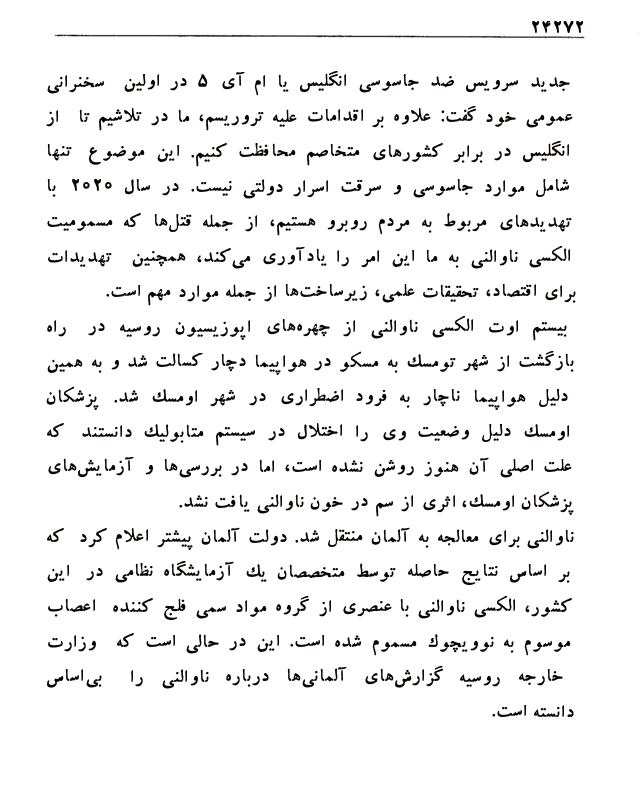 ۲۴۲۷۲
جدید سرویس ضد جاسوسی انگلیس یا ام آی ۵ در اولین سخنرانی
عمومی خود گفت: علاوه بر اقدامات علیه تروریسم، ما در تلاشیم تا از
انگلیس در برابر کشورهای متخاصم محافظت کنیم. این موضوع تنها
شامل موارد جاسوسی و سرقت اسرار دولتی نیست. در سال ۲۰۲۰ با
تهدیدهای مربوط به مردم روبرو هستیم، از جمله قتل‌ها که مسمومیت
الکسی ناوالنی به ما این امر را یادآوری می‌کند، همچنین تهدیدات
برای اقتصاد، تحقیقات علمی، زیرساخت‌ها از جمله موارد مهم است.
بیستم اوت الکسی ناوالنی از چهره‌های اپوزیسیون روسیه در راه
بازگشت از شهر تومسك به مسکو در هواپیما دچار کسالت شد و به همین
دلیل هواپیما ناچار به فرود اضطراری در شهر اومسك شد. پزشکان
اومسك دلیل وضعیت وی را اختلال در سیستم متابولیك دانستند که
علت اصلی آن هنوز روشن نشده است، اما در بررسی‌ها و آزمایش‌های
پزشکان اومسك، اثری از سم در خون ناوالنی یافت نشد.
ناوالنی برای معالجه به آلمان منتقل شد. دولت آلمان پیشتر اعلام کرد که
بر اساس نتایج حاصله توسط متخصصان یك آزمایشگاه نظامی در این
کشور، الکسی ناوالنی با عنصری از گروه مواد سمی فلج کننده اعصاب
موسوم به نوویچوك مسموم شده است. این در حالی است که وزارت
خارجه روسیه گزارش‌های آلمانی‌ها درباره ناوالنی را بی‌اساس
دانسته است.